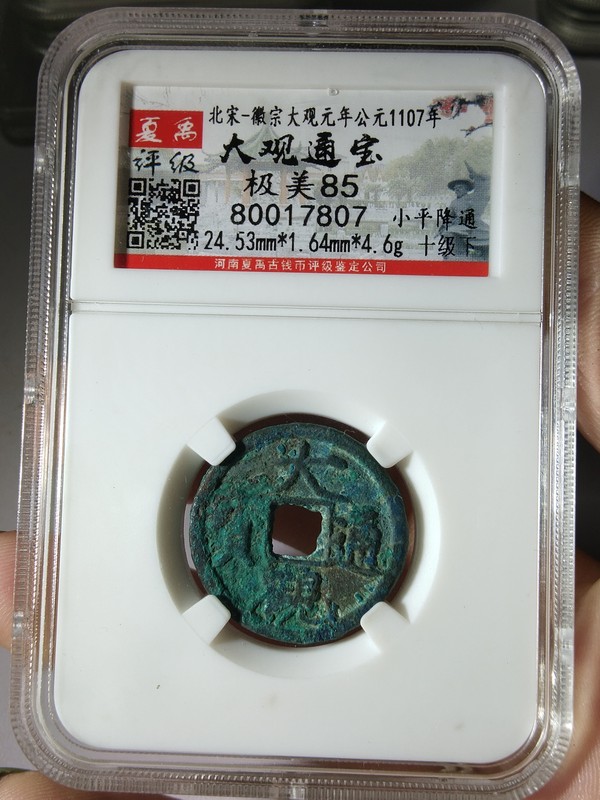 北宋-徽宗大观元年公元1107年
夏禹
评级
大观通宝
极美85
80017807 小平降通
24.53mm*1.64mm*4.6g 十级下
河南夏禹古钱币评级鉴定公司
大
通